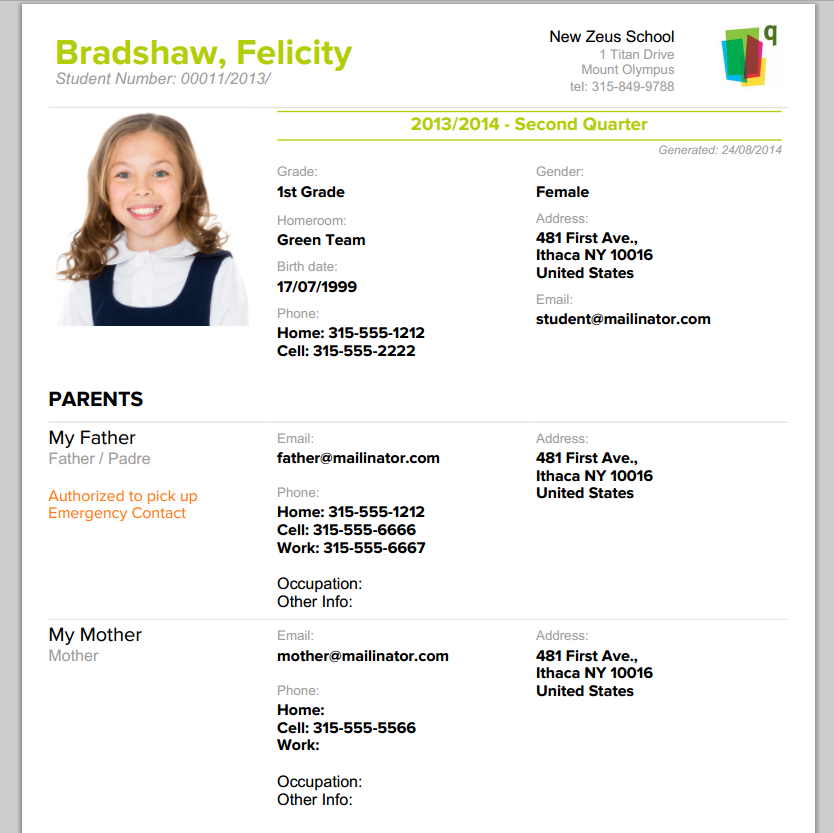 Bradshaw, Felicity
Student Number: 00011/2013/
New Zeus School
1 Titan Drive
Mount Olympus
tel: 315-849-9788
q
2013/2014 - Second Quarter
Generated: 24/08/2014
Grade:
1st Grade
Homeroom:
Green Team
Birth date:
17/07/1999
Phone:
Home: 315-555-1212
Cell: 315-555-2222
Gender:
Female
Address:
481 First Ave.,
Ithaca NY 10016
United States
Email:
student@mailinator.com
PARENTS
My Father
Father / Padre
Authorized to pick up
Emergency Contact
Email:
father@mailinator.com
Phone:
Home: 315-555-1212
Cell: 315-555-6666
Work: 315-555-6667
Occupation:
Other Info:
Address:
481 First Ave.,
Ithaca NY 10016
United States
My Mother
Mother
Email:
mother@mailinator.com
Phone:
Home:
Cell: 315-555-5566
Work:
Occupation:
Other Info:
Address:
481 First Ave.,
Ithaca NY 10016
United States